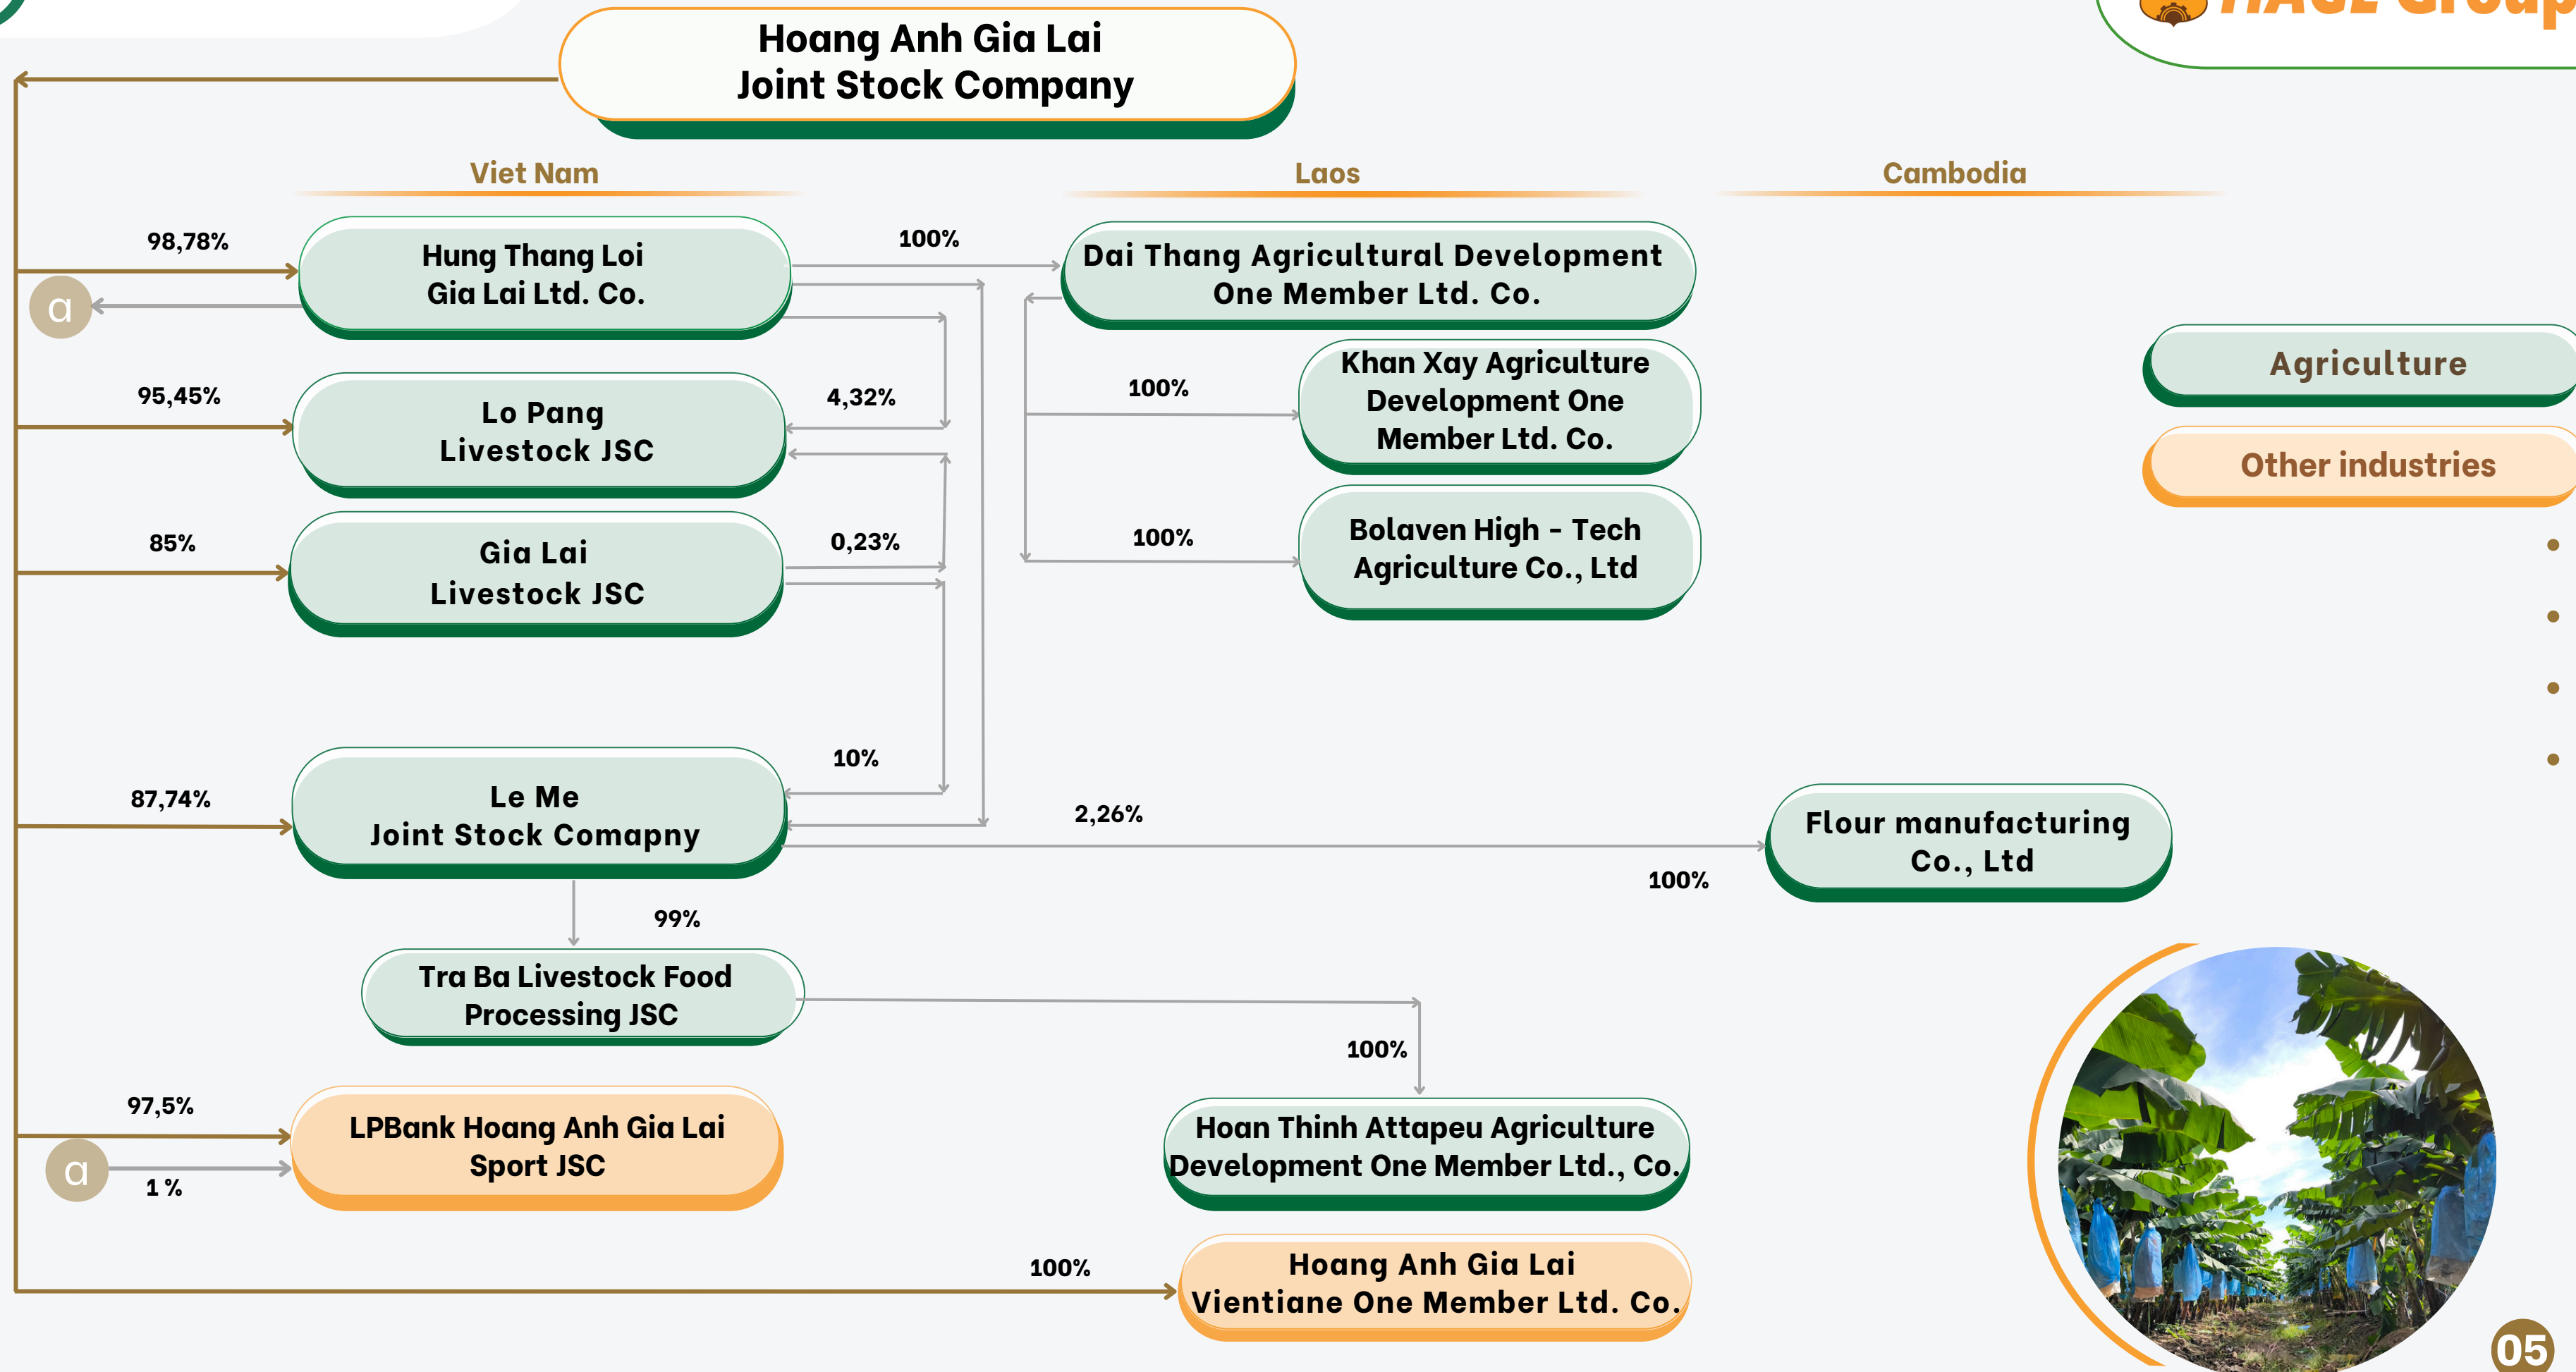 HAGL Group
Hoang Anh Gia Lai
Joint Stock Company
Viet Nam
Laos
Cambodia
98,78%
Hung Thang Loi
Gia Lai Ltd. Co.
100%
Dai Thang Agricultural Development
One Member Ltd. Co.
a
95,45%
Lo Pang
Livestock JSC
4,32%
100%
Khan Xay Agriculture
Development One
Member Ltd. Co.
Agriculture
Other industries
85%
Gia Lai
Livestock JSC
0,23%
100%
Bolaven High - Tech
Agriculture Co., Ltd
87,74%
Le Me
Joint Stock Comapny
10%
2,26%
100%
Flour manufacturing
Co., Ltd
99%
Tra Ba Livestock Food
Processing JSC
100%
97,5%
a
1 %
LPBank Hoang Anh Gia Lai
Sport JSC
Hoan Thinh Attapeu Agriculture
Development One Member Ltd., Co.
100%
Hoang Anh Gia Lai
Vientiane One Member Ltd. Co.
05